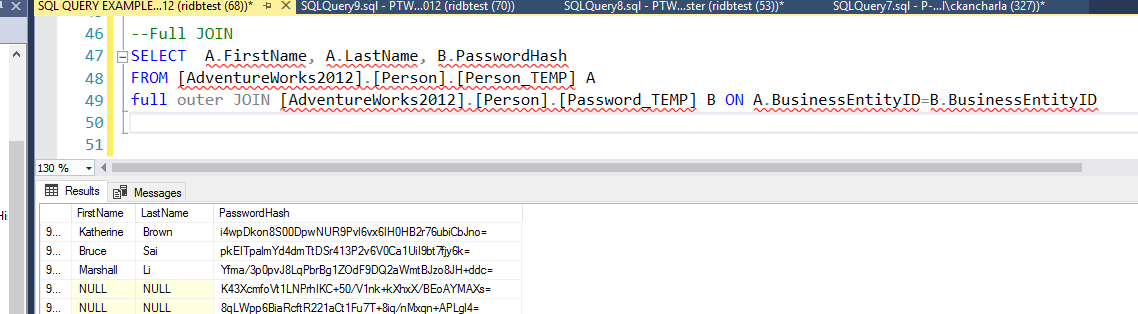 SQL QUERY EXAMPLE...12 (ridbtest (68))* SQLQuery9.sql - PTW...012 (ridbtest (70)) SQLQuery8.sql - PTW...ster (ridbtest (53))* SQLQuery7.sql - P-...l\ckancharla (327))*
46 --Full JOIN
47 SELECT A.FirstName, A.LastName, B.PasswordHash
48 FROM [AdventureWorks2012].[Person].[Person_TEMP] A
49 full outer JOIN [AdventureWorks2012].[Person].[Password_TEMP] B ON A.BusinessEntityID=B.BusinessEntityID
50
51
130 %
Results Messages
FirstName LastName PasswordHash
9... Katherine Brown i4wpDkon8S00DpwNUR9PvI6vx6IH0HB2r76ubiCbJno=
9... Bruce Sai pkEITpaImYd4dmTtDSr413P2v6V0Ca1UiI9bt7fjy6k=
9... Marshall Li Yfma/3p0pvJ8LqPbrBg1ZOdF9DQ2aWmtBJzo8JH+ddc=
9... NULL NULL K43XcmfoVt1LNPrhIKC+50/V1nk+kXhxX/BEoAYMAXs=
9... NULL NULL 8qLWpp6BiaRcftR221aCt1Fu7T+8iq/nMxqn+APLgI4=